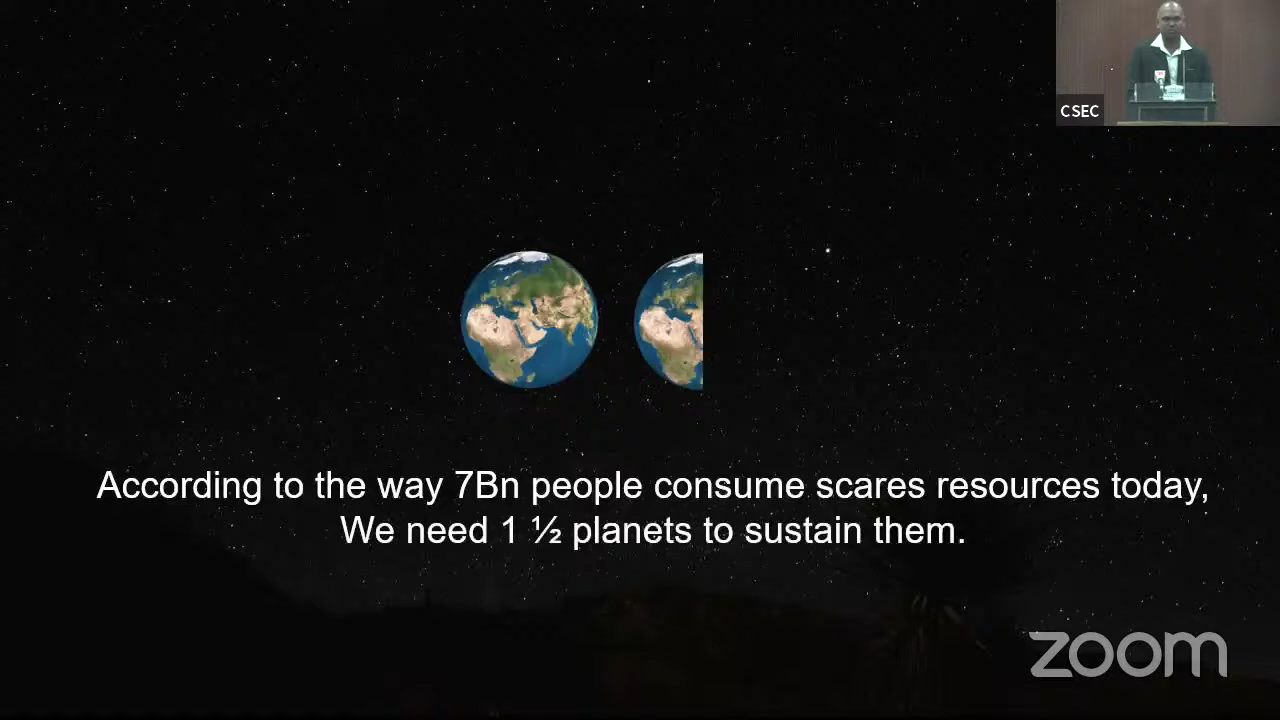 CSEC
According to the way 7Bn people consume scares resources today,
We need 1 ½ planets to sustain them.
zoom